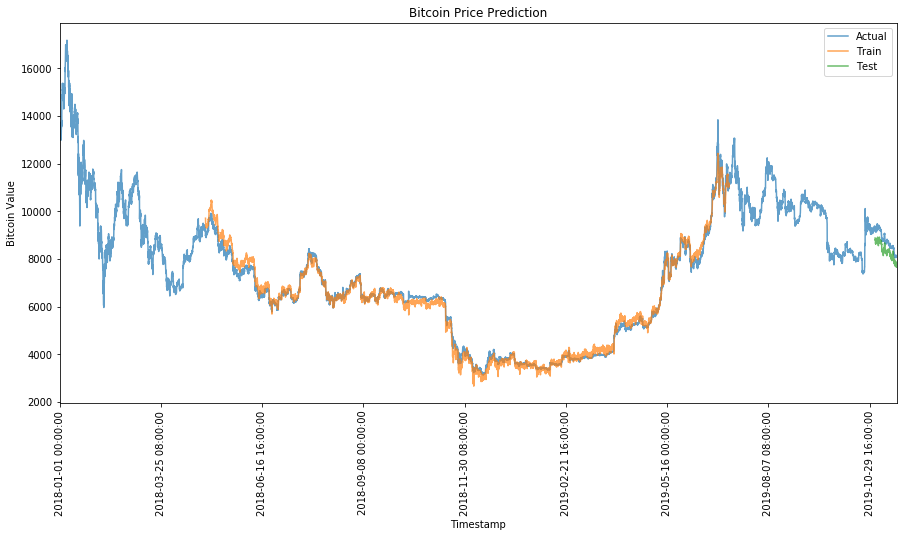 Bitcoin Price Prediction
Actual
Train
Test
16000
14000
12000
10000
8000
6000
4000
2000
Bitcoin Value
2018-01-01 00:00:00
2018-03-25 08:00:00
2018-06-16 16:00:00
2018-09-08 00:00:00
2018-11-30 08:00:00
2019-02-21 16:00:00
2019-05-16 00:00:00
2019-08-07 08:00:00
2019-10-29 16:00:00
Timestamp